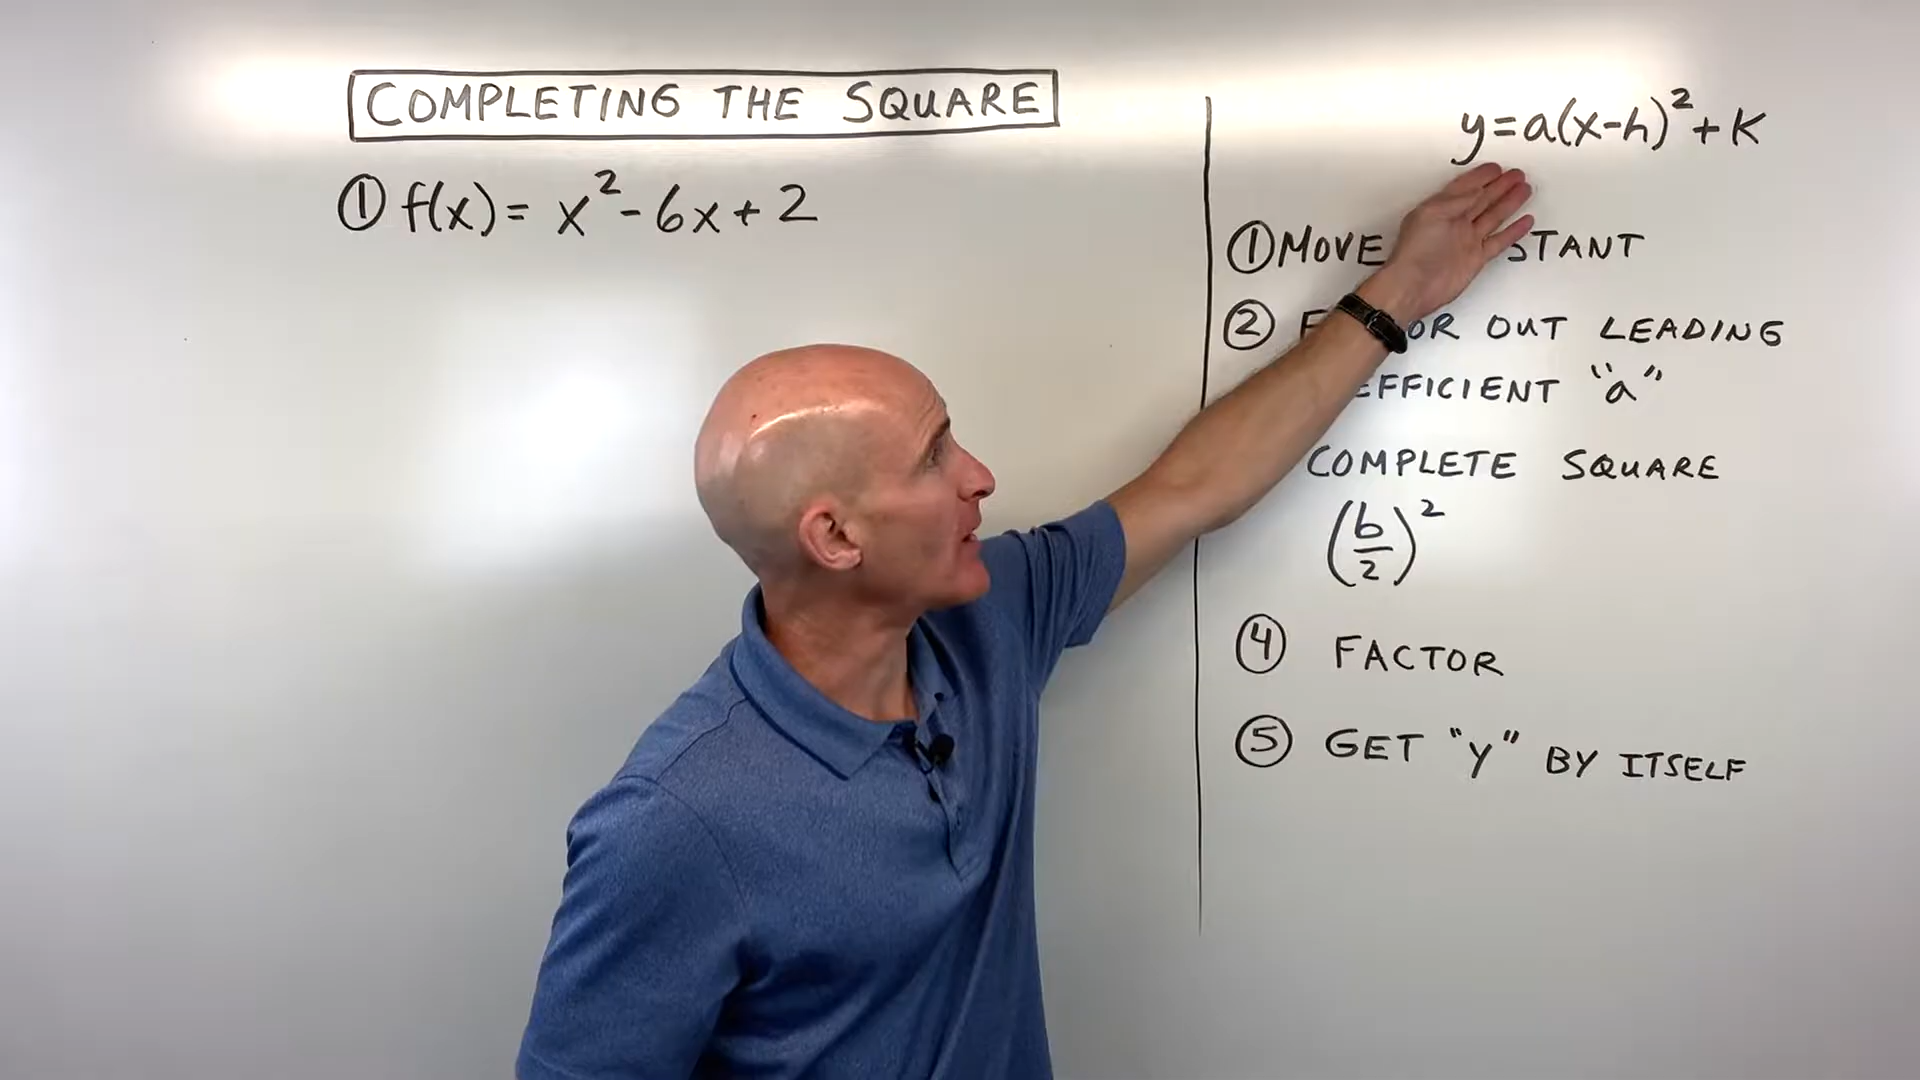 COMPLETING THE SQUARE
① f(x) = x² - 6x + 2
y = a(x-h)² + k
① MOVE STANT
② OR OUT LEADING
EFFICIENT "a"
COMPLETE SQUARE
(b/2)²
④ FACTOR
⑤ GET "y" BY ITSELF